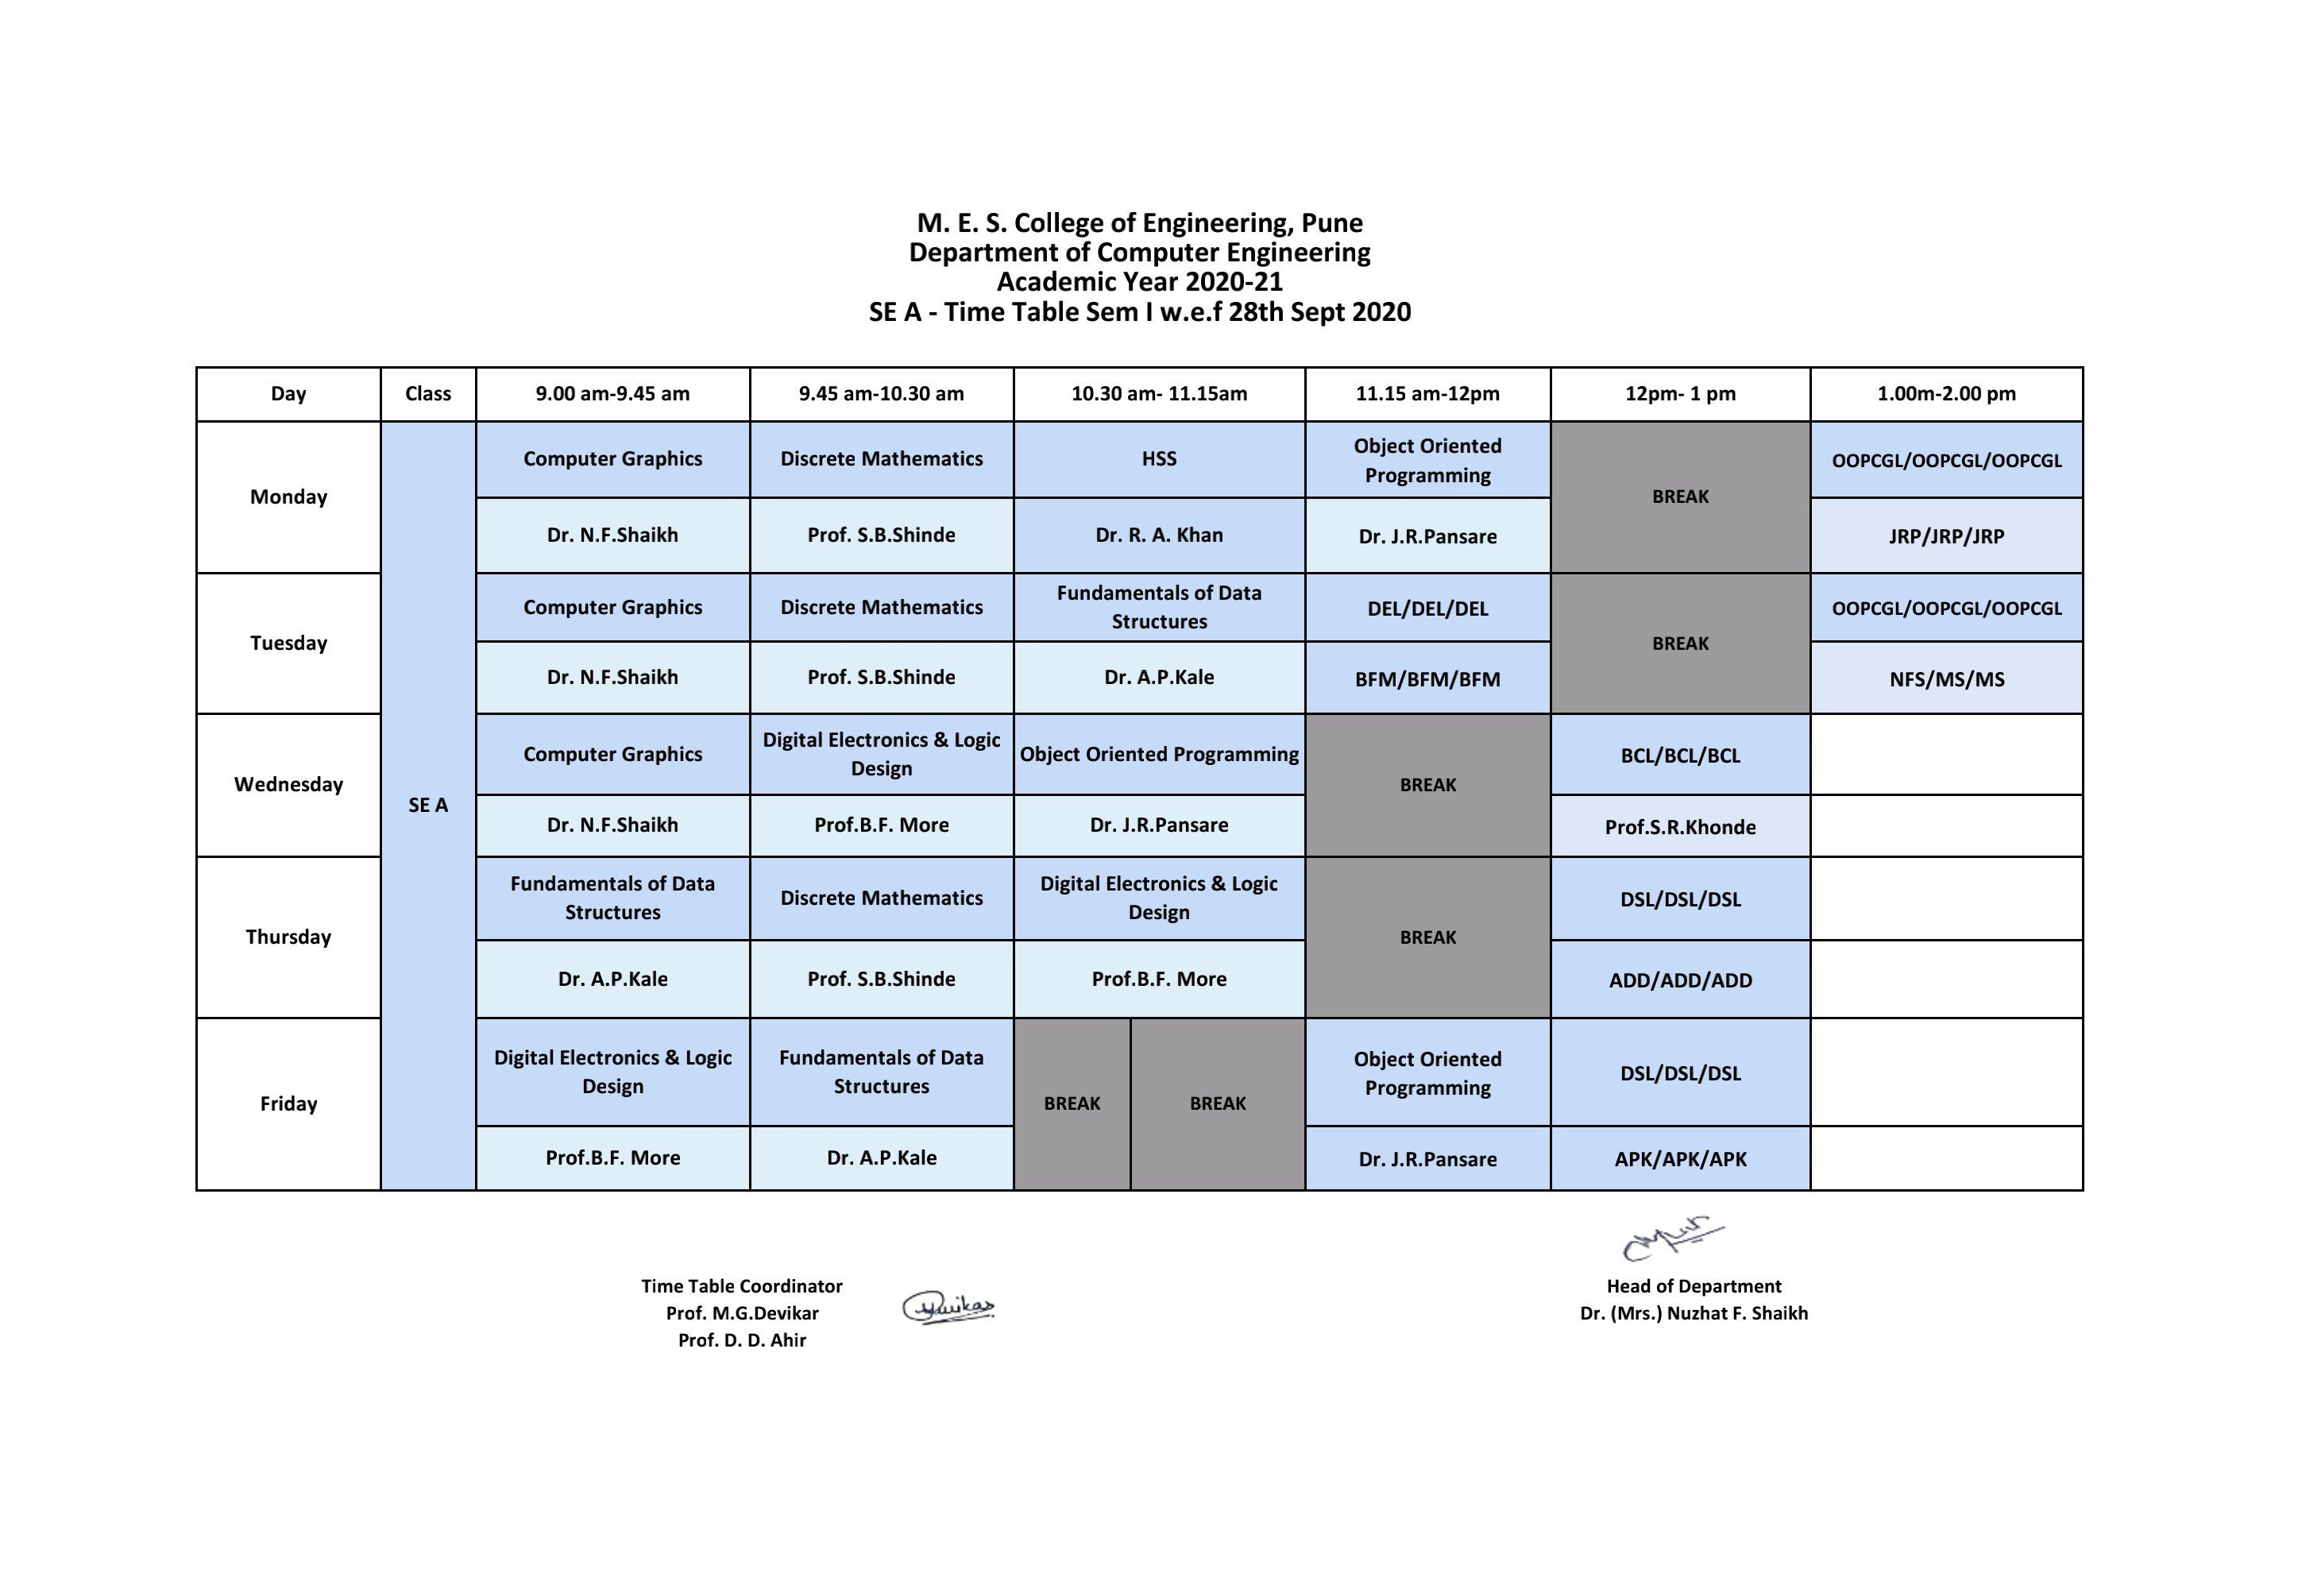 M. E. S. College of Engineering, Pune
Department of Computer Engineering
Academic Year 2020-21
SE A - Time Table Sem I w.e.f 28th Sept 2020
Day Class 9.00 am-9.45 am 9.45 am-10.30 am 10.30 am- 11.15am 11.15 am-12pm 12pm- 1 pm 1.00m-2.00 pm
Monday
SE A
Computer Graphics
Discrete Mathematics
HSS
Object Oriented
Programming
BREAK
OOPCGL/OOPCGL/OOPCGL
Dr. N.F.Shaikh
Prof. S.B.Shinde
Dr. R. A. Khan
Dr. J.R.Pansare
JRP/JRP/JRP
Tuesday
Computer Graphics
Discrete Mathematics
Fundamentals of Data
Structures
DEL/DEL/DEL
BREAK
OOPCGL/OOPCGL/OOPCGL
Dr. N.F.Shaikh
Prof. S.B.Shinde
Dr. A.P.Kale
BFM/BFM/BFM
NFS/MS/MS
Wednesday
Computer Graphics
Digital Electronics & Logic
Design
Object Oriented Programming
BREAK
BCL/BCL/BCL
Dr. N.F.Shaikh
Prof.B.F. More
Dr. J.R.Pansare
Prof.S.R.Khonde
Thursday
Fundamentals of Data
Structures
Discrete Mathematics
Digital Electronics & Logic
Design
BREAK
DSL/DSL/DSL
Dr. A.P.Kale
Prof. S.B.Shinde
Prof.B.F. More
ADD/ADD/ADD
Friday
Digital Electronics & Logic
Design
Fundamentals of Data
Structures
BREAK
BREAK
Object Oriented
Programming
DSL/DSL/DSL
Prof.B.F. More
Dr. A.P.Kale
Dr. J.R.Pansare
APK/APK/APK
Time Table Coordinator
Prof. M.G.Devikar
Prof. D. D. Ahir
Head of Department
Dr. (Mrs.) Nuzhat F. Shaikh